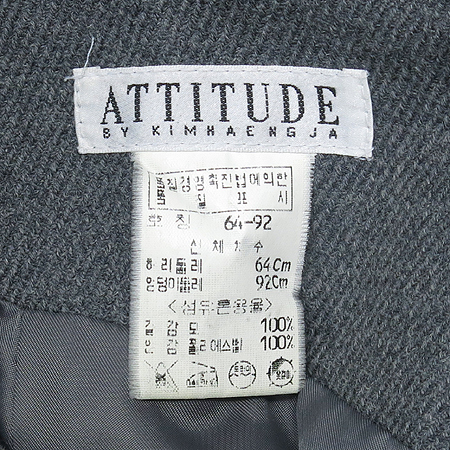 ATTITUDE
BY KIMHAENGJA
품질경영촉진법에의한
품 질 표 시
호 칭 64-92
신 체 치 수
허리둘레 64Cm
엉덩이둘레 92Cm
<섬유혼용율>
겉 감 모 100%
안 감 폴리에스텔 100%